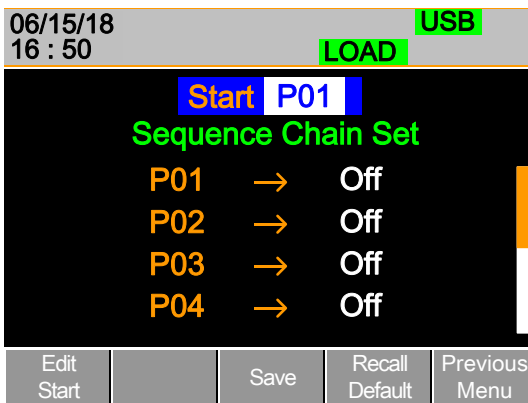 06/15/18 USB
16 : 50 LOAD
Start P01
Sequence Chain Set
P01 → Off
P02 → Off
P03 → Off
P04 → Off
Edit Start Save Recall Default Previous Menu